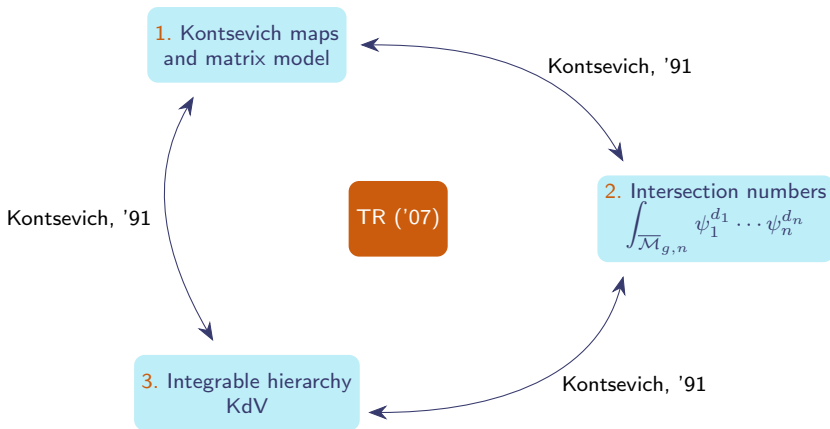 1. Kontsevich maps
and matrix model
Kontsevich, '91
2. Intersection numbers
∫_{\overline{M}_{g,n}} ψ_1^{d_1} ⋯ ψ_n^{d_n}
Kontsevich, '91
TR ('07)
3. Integrable hierarchy
KdV
Kontsevich, '91